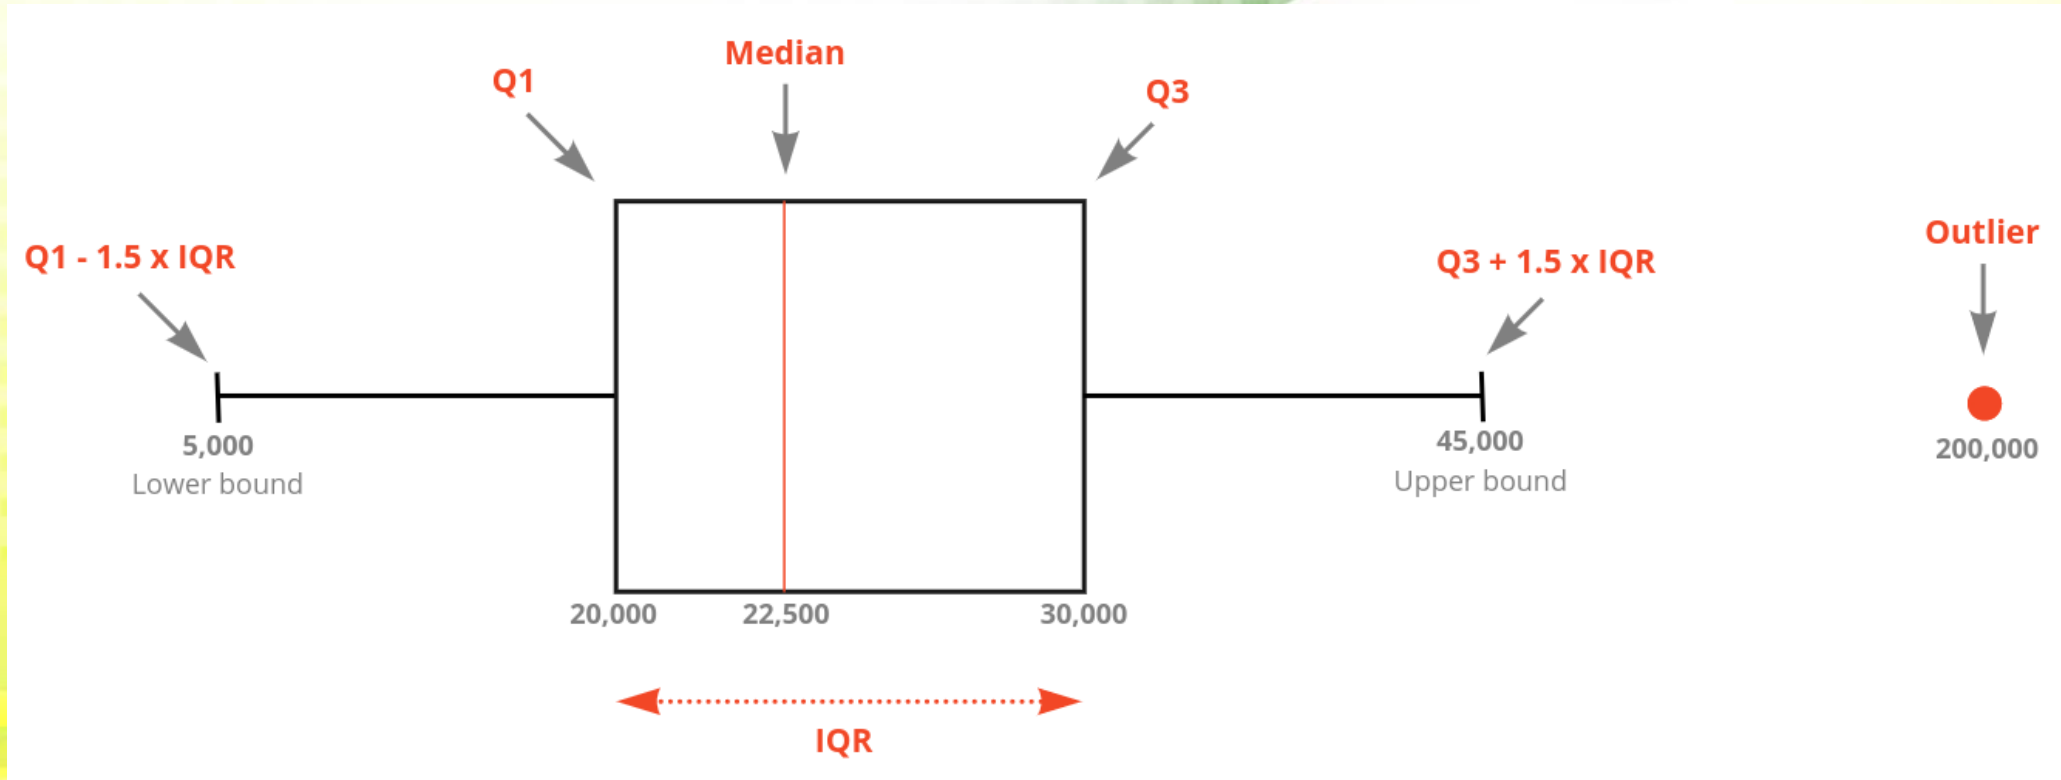 Median
Q1
Q3
Outlier
Q1 - 1.5 x IQR
Q3 + 1.5 x IQR
5,000
Lower bound
45,000
Upper bound
200,000
20,000
22,500
30,000
IQR